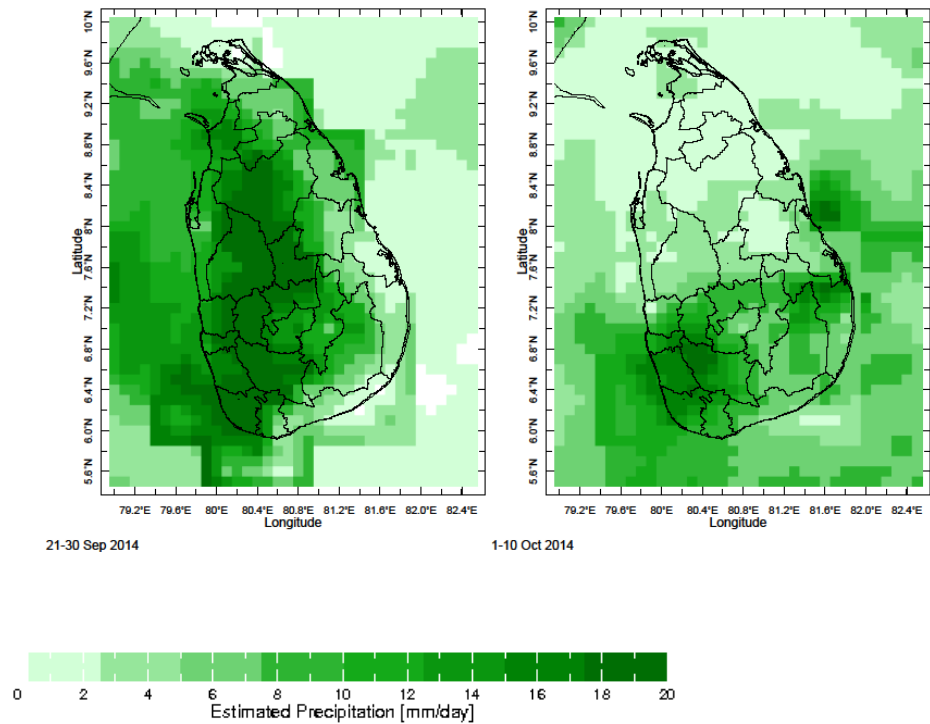 10°N
9.6°N
9.2°N
8.8°N
8.4°N
8°N
7.6°N
7.2°N
6.8°N
6.4°N
6.0°N
5.6°N
Latitude
79.2°E 79.6°E 80.0°E 80.4°E 80.8°E 81.2°E 81.6°E 82.0°E 82.4°E
Longitude
21-30 Sep 2014
10°N
9.6°N
9.2°N
8.8°N
8.4°N
8°N
7.6°N
7.2°N
6.8°N
6.4°N
6.0°N
5.6°N
Latitude
79.2°E 79.6°E 80.0°E 80.4°E 80.8°E 81.2°E 81.6°E 82.0°E 82.4°E
Longitude
1-10 Oct 2014
0 2 4 6 8 10 12 14 16 18 20
Estimated Precipitation [mm/day]